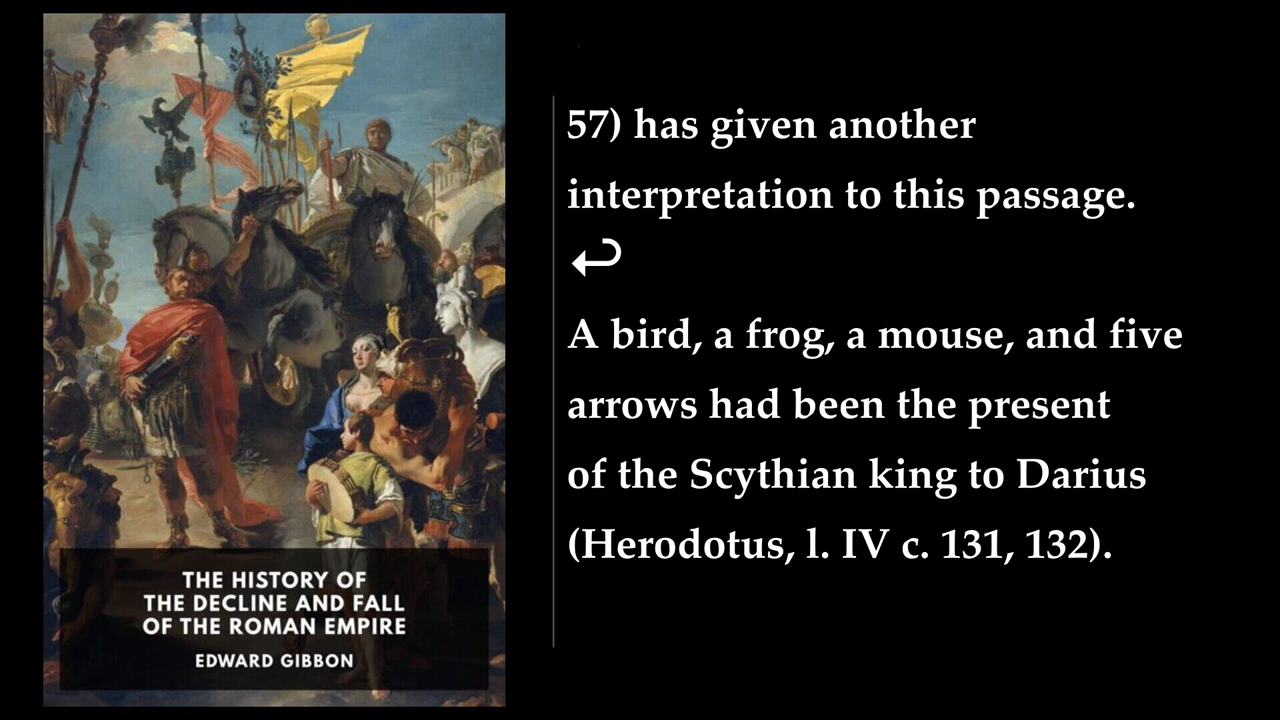 57) has given another
interpretation to this passage.
↩
A bird, a frog, a mouse, and five
arrows had been the present
of the Scythian king to Darius
(Herodotus, l. IV c. 131, 132).
THE HISTORY OF
THE DECLINE AND FALL
OF THE ROMAN EMPIRE
EDWARD GIBBON